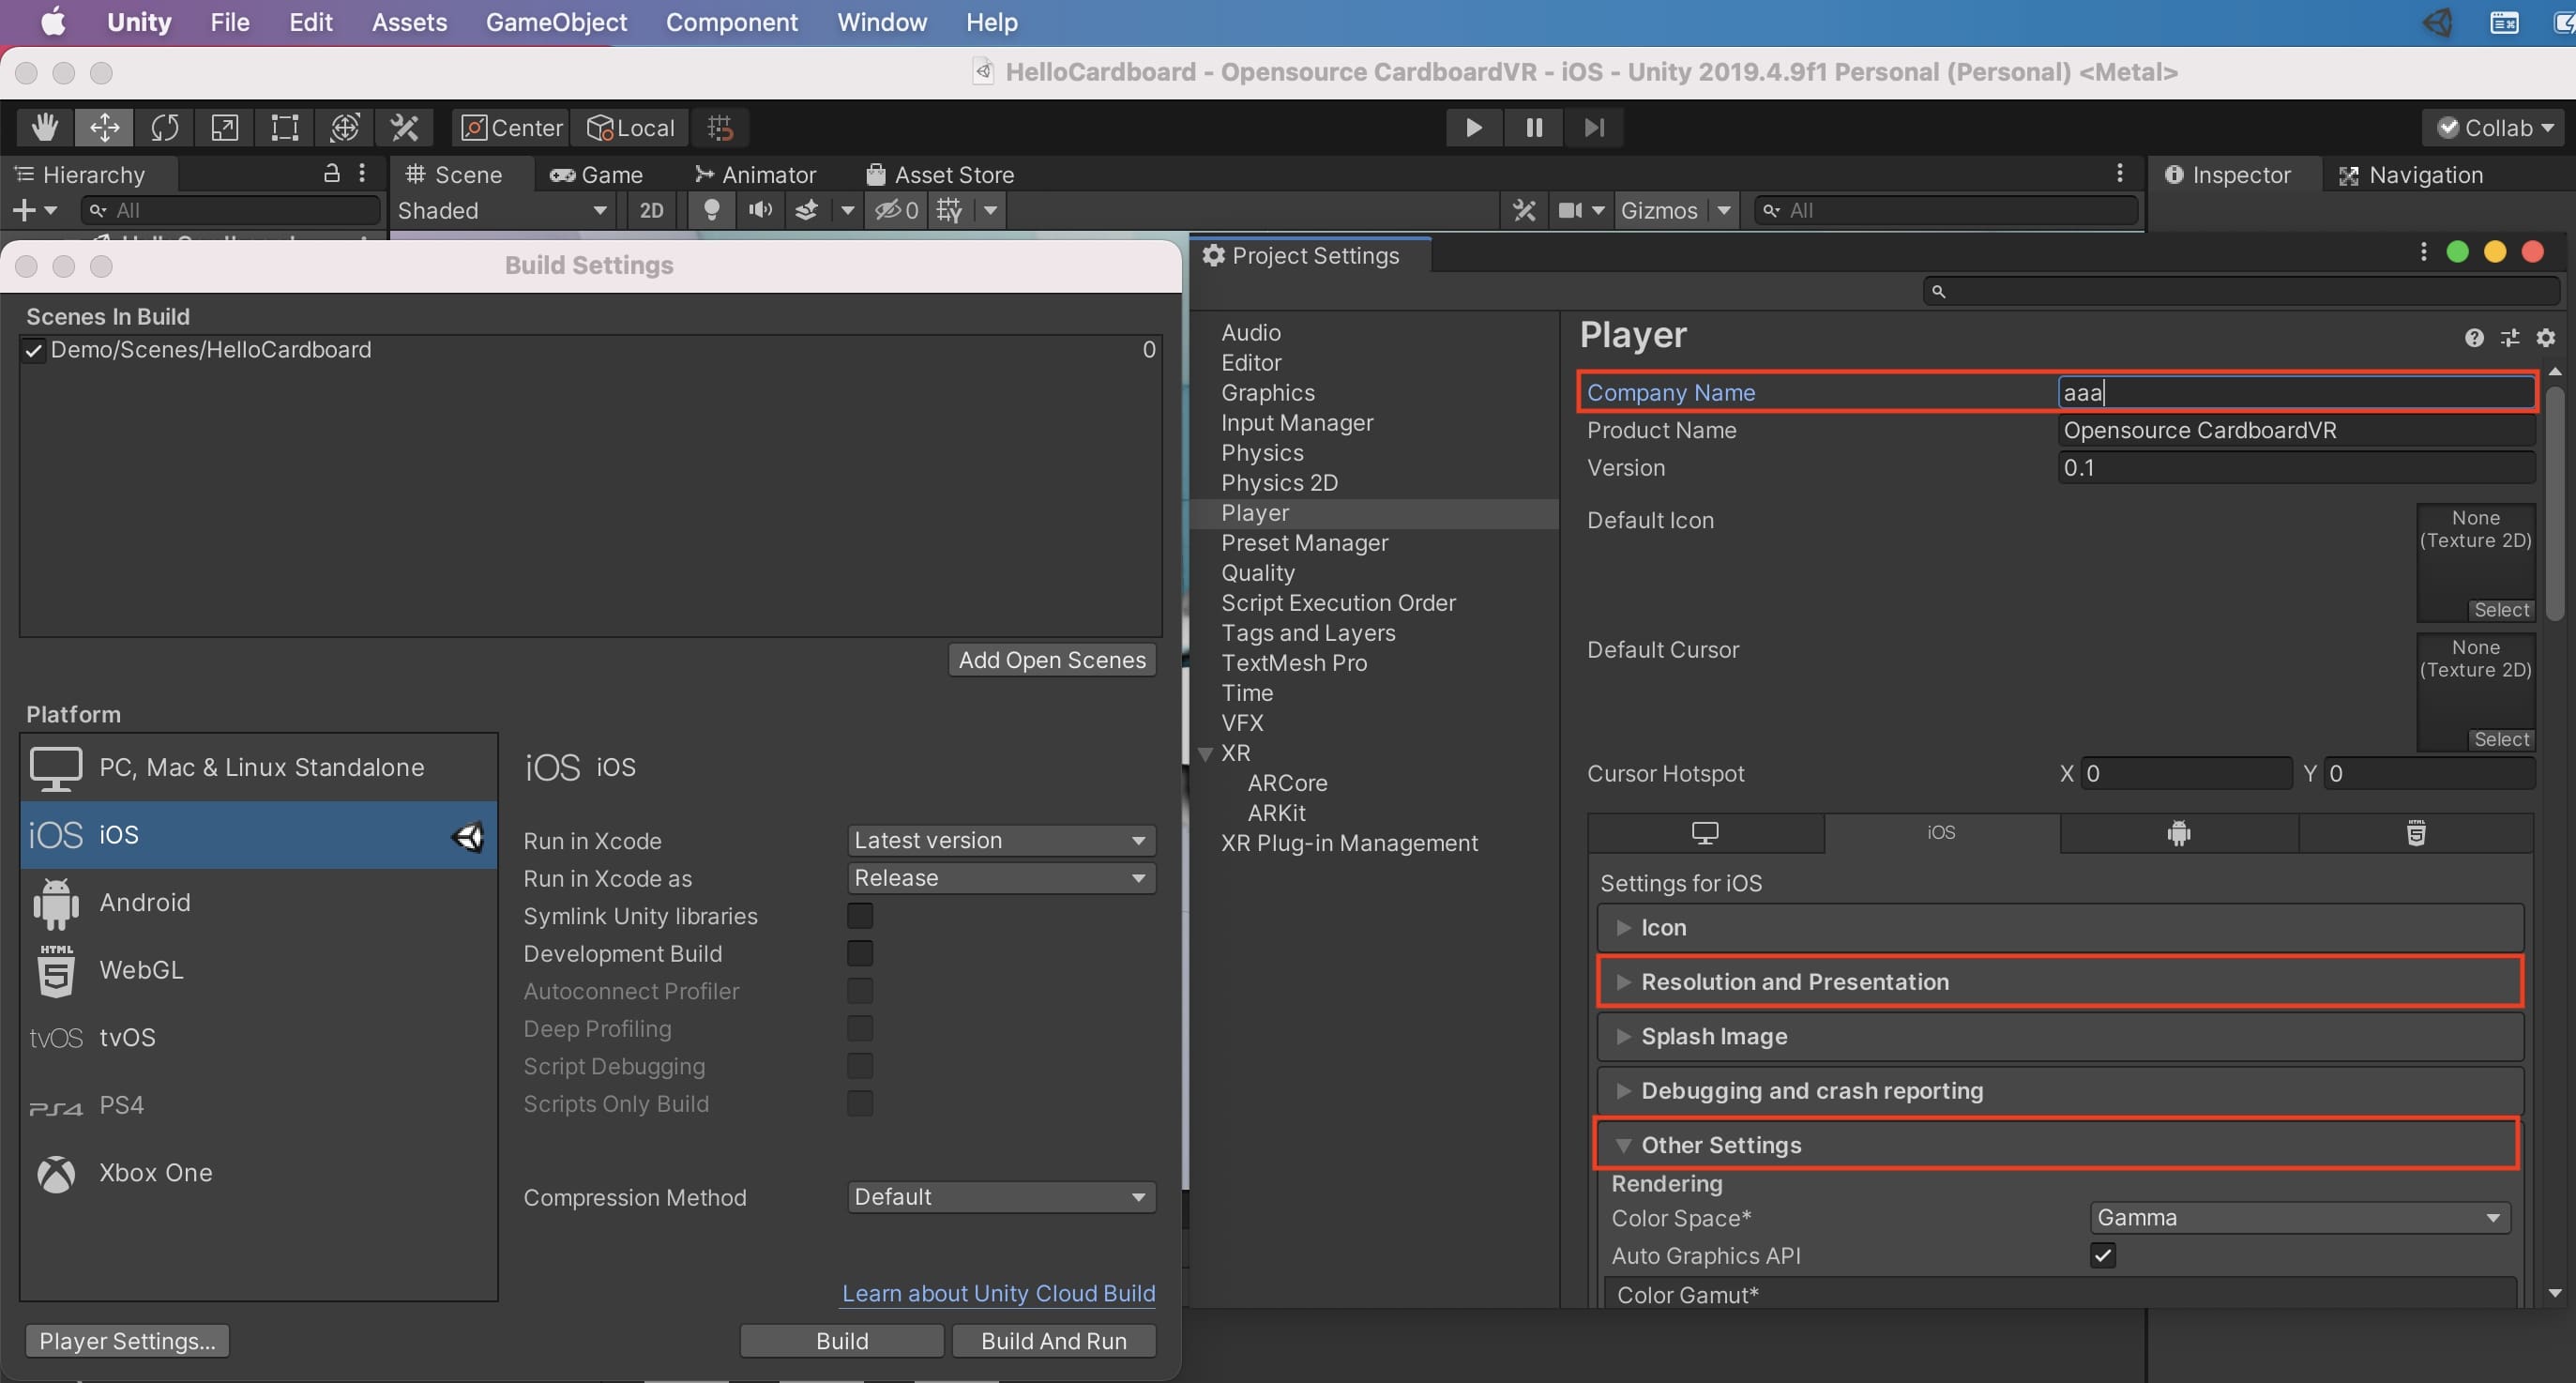 Unity File Edit Assets GameObject Component Window Help
HelloCardboard - Opensource CardboardVR - iOS - Unity 2019.4.9f1 Personal (Personal) <Metal>
Center Local Collab
Hierarchy Scene Game Animator Asset Store Inspector Navigation
All Shaded 2D 0 Gizmos All
Build Settings
Scenes In Build
Demo/Scenes/HelloCardboard 0
Add Open Scenes
Platform
PC, Mac & Linux Standalone
iOS iOS
Android
HTML 5 WebGL
tvOS tvOS
PS4 PS4
Xbox One
iOS iOS
Run in Xcode Latest version
Run in Xcode as Release
Symlink Unity libraries
Development Build
Autoconnect Profiler
Deep Profiling
Script Debugging
Scripts Only Build
Compression Method Default
Learn about Unity Cloud Build
Player Settings... Build Build And Run
Project Settings
Audio
Editor
Graphics
Input Manager
Physics
Physics 2D
Player
Preset Manager
Quality
Script Execution Order
Tags and Layers
TextMesh Pro
Time
VFX
XR
ARCore
ARKit
XR Plug-in Management
Player
Company Name aaa
Product Name Opensource CardboardVR
Version 0.1
Default Icon None
(Texture 2D)
Select
Default Cursor None
(Texture 2D)
Select
Cursor Hotspot X 0 Y 0
iOS HTML 5
Settings for iOS
Icon
Resolution and Presentation
Splash Image
Debugging and crash reporting
Other Settings
Rendering
Color Space* Gamma
Auto Graphics API
Color Gamut*